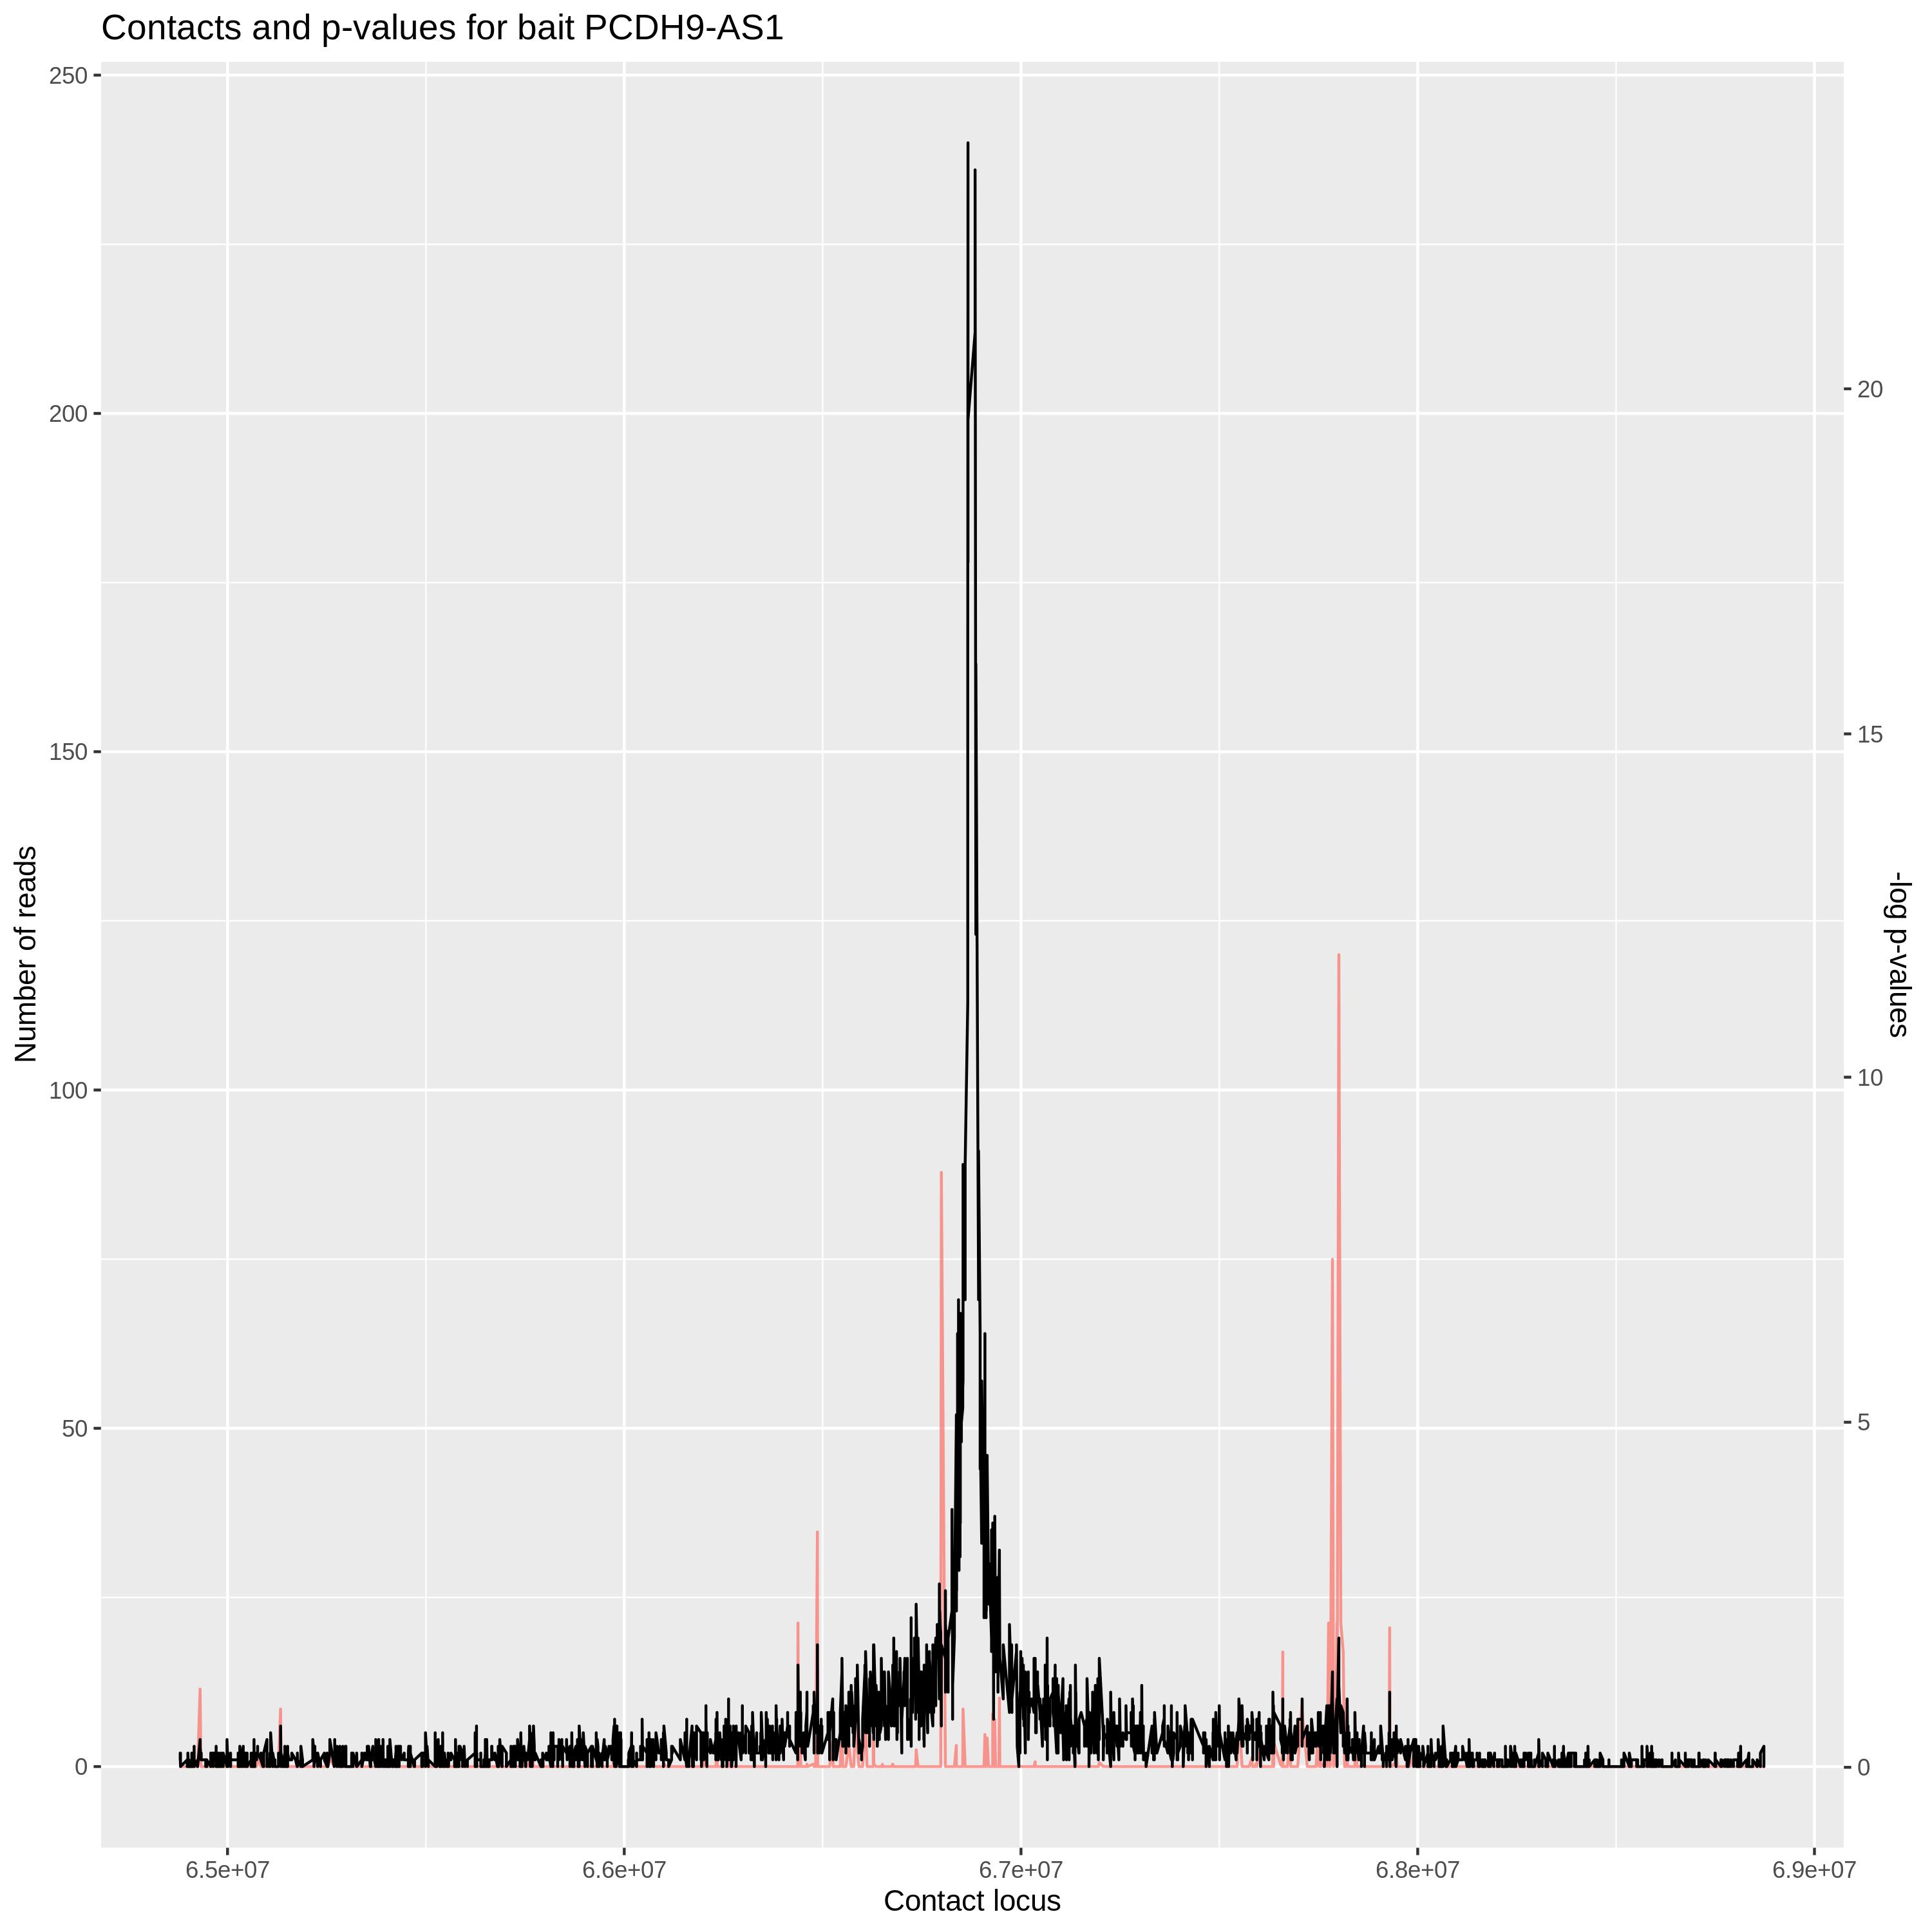 Contacts and p-values for bait PCDH9-AS1
250
200
150
100
50
0
Number of reads
20
15
10
5
0
-log p-values
6.5e+07
6.6e+07
6.7e+07
6.8e+07
6.9e+07
Contact locus